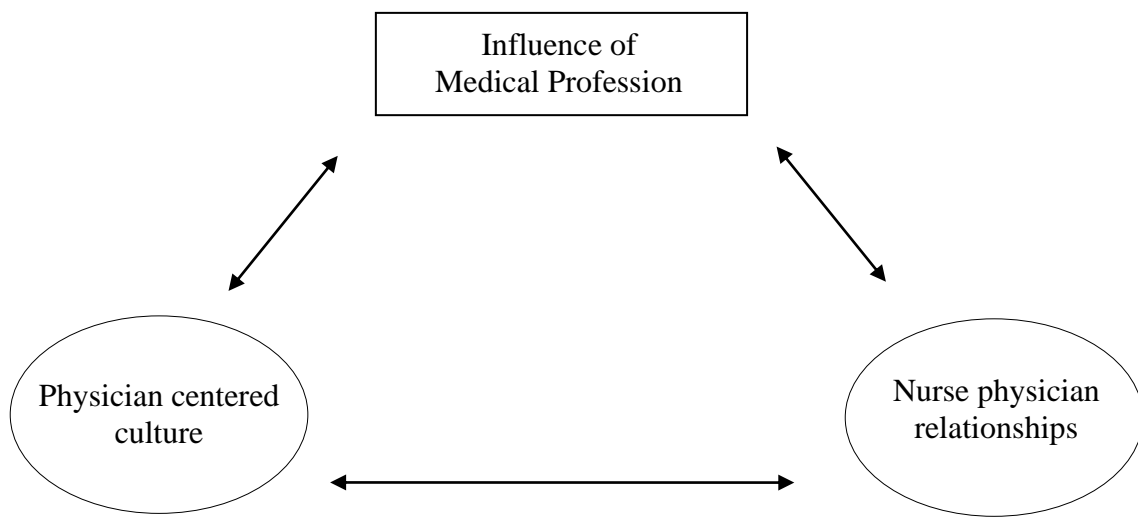 Influence of
Medical Profession
Physician centered
culture
Nurse physician
relationships